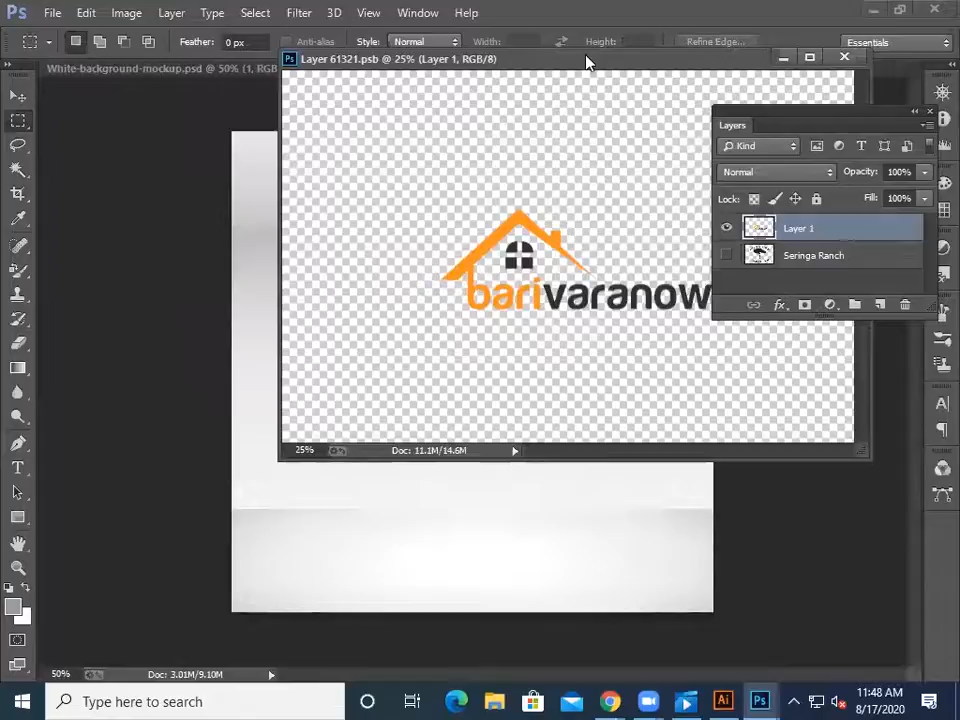 Ps File Edit Image Layer Type Select Filter 3D View Window Help
Feather: 0 px Anti-alias Style: Normal Width: Height: Refine Edge... Essentials
White-background-mockup.psd @ 50% (1, RGB
Ps Layer 61321.psb @ 25% (Layer 1, RGB/8)
Layers
Kind
Normal Opacity: 100%
Lock: Fill: 100%
Layer 1
Seringa Ranch
barivaranow
25% Doc: 11.1M/14.6M
50% Doc: 3.01M/9.10M
Type here to search
Ai Ps
11:48 AM
8/17/2020